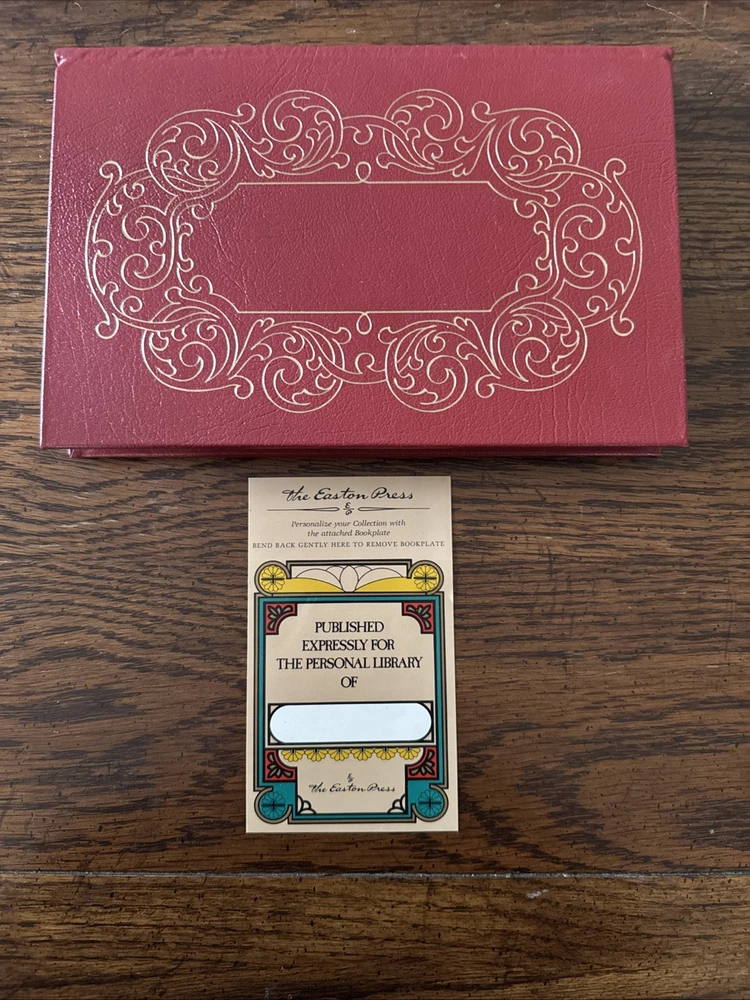 The Easton Press
Personalize your Collection with
the attached Bookplate
BEND BACK GENTLY HERE TO REMOVE BOOKPLATE
PUBLISHED
EXPRESSLY FOR
THE PERSONAL LIBRARY
OF
The Easton Press